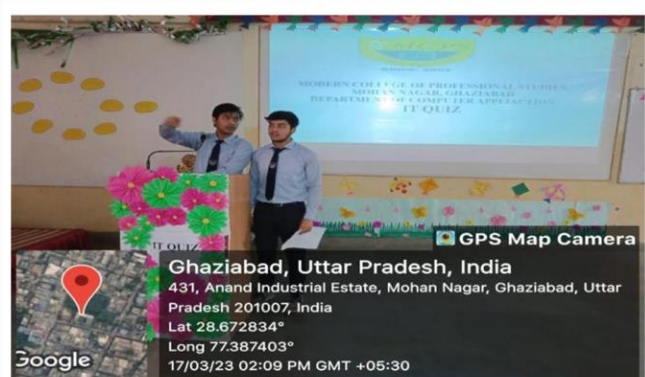 MODERN COLLEGE OF PROFESSIONAL STUDIES
MOHAN NAGAR, GHAZIABAD
DEPARTMENT OF COMPUTER APPLICATION
IT QUIZ
IT QUIZ
GPS Map Camera
Ghaziabad, Uttar Pradesh, India
431, Anand Industrial Estate, Mohan Nagar, Ghaziabad, Uttar
Pradesh 201007, India
Lat 28.672834°
Long 77.387403°
17/03/23 02:09 PM GMT +05:30
Google